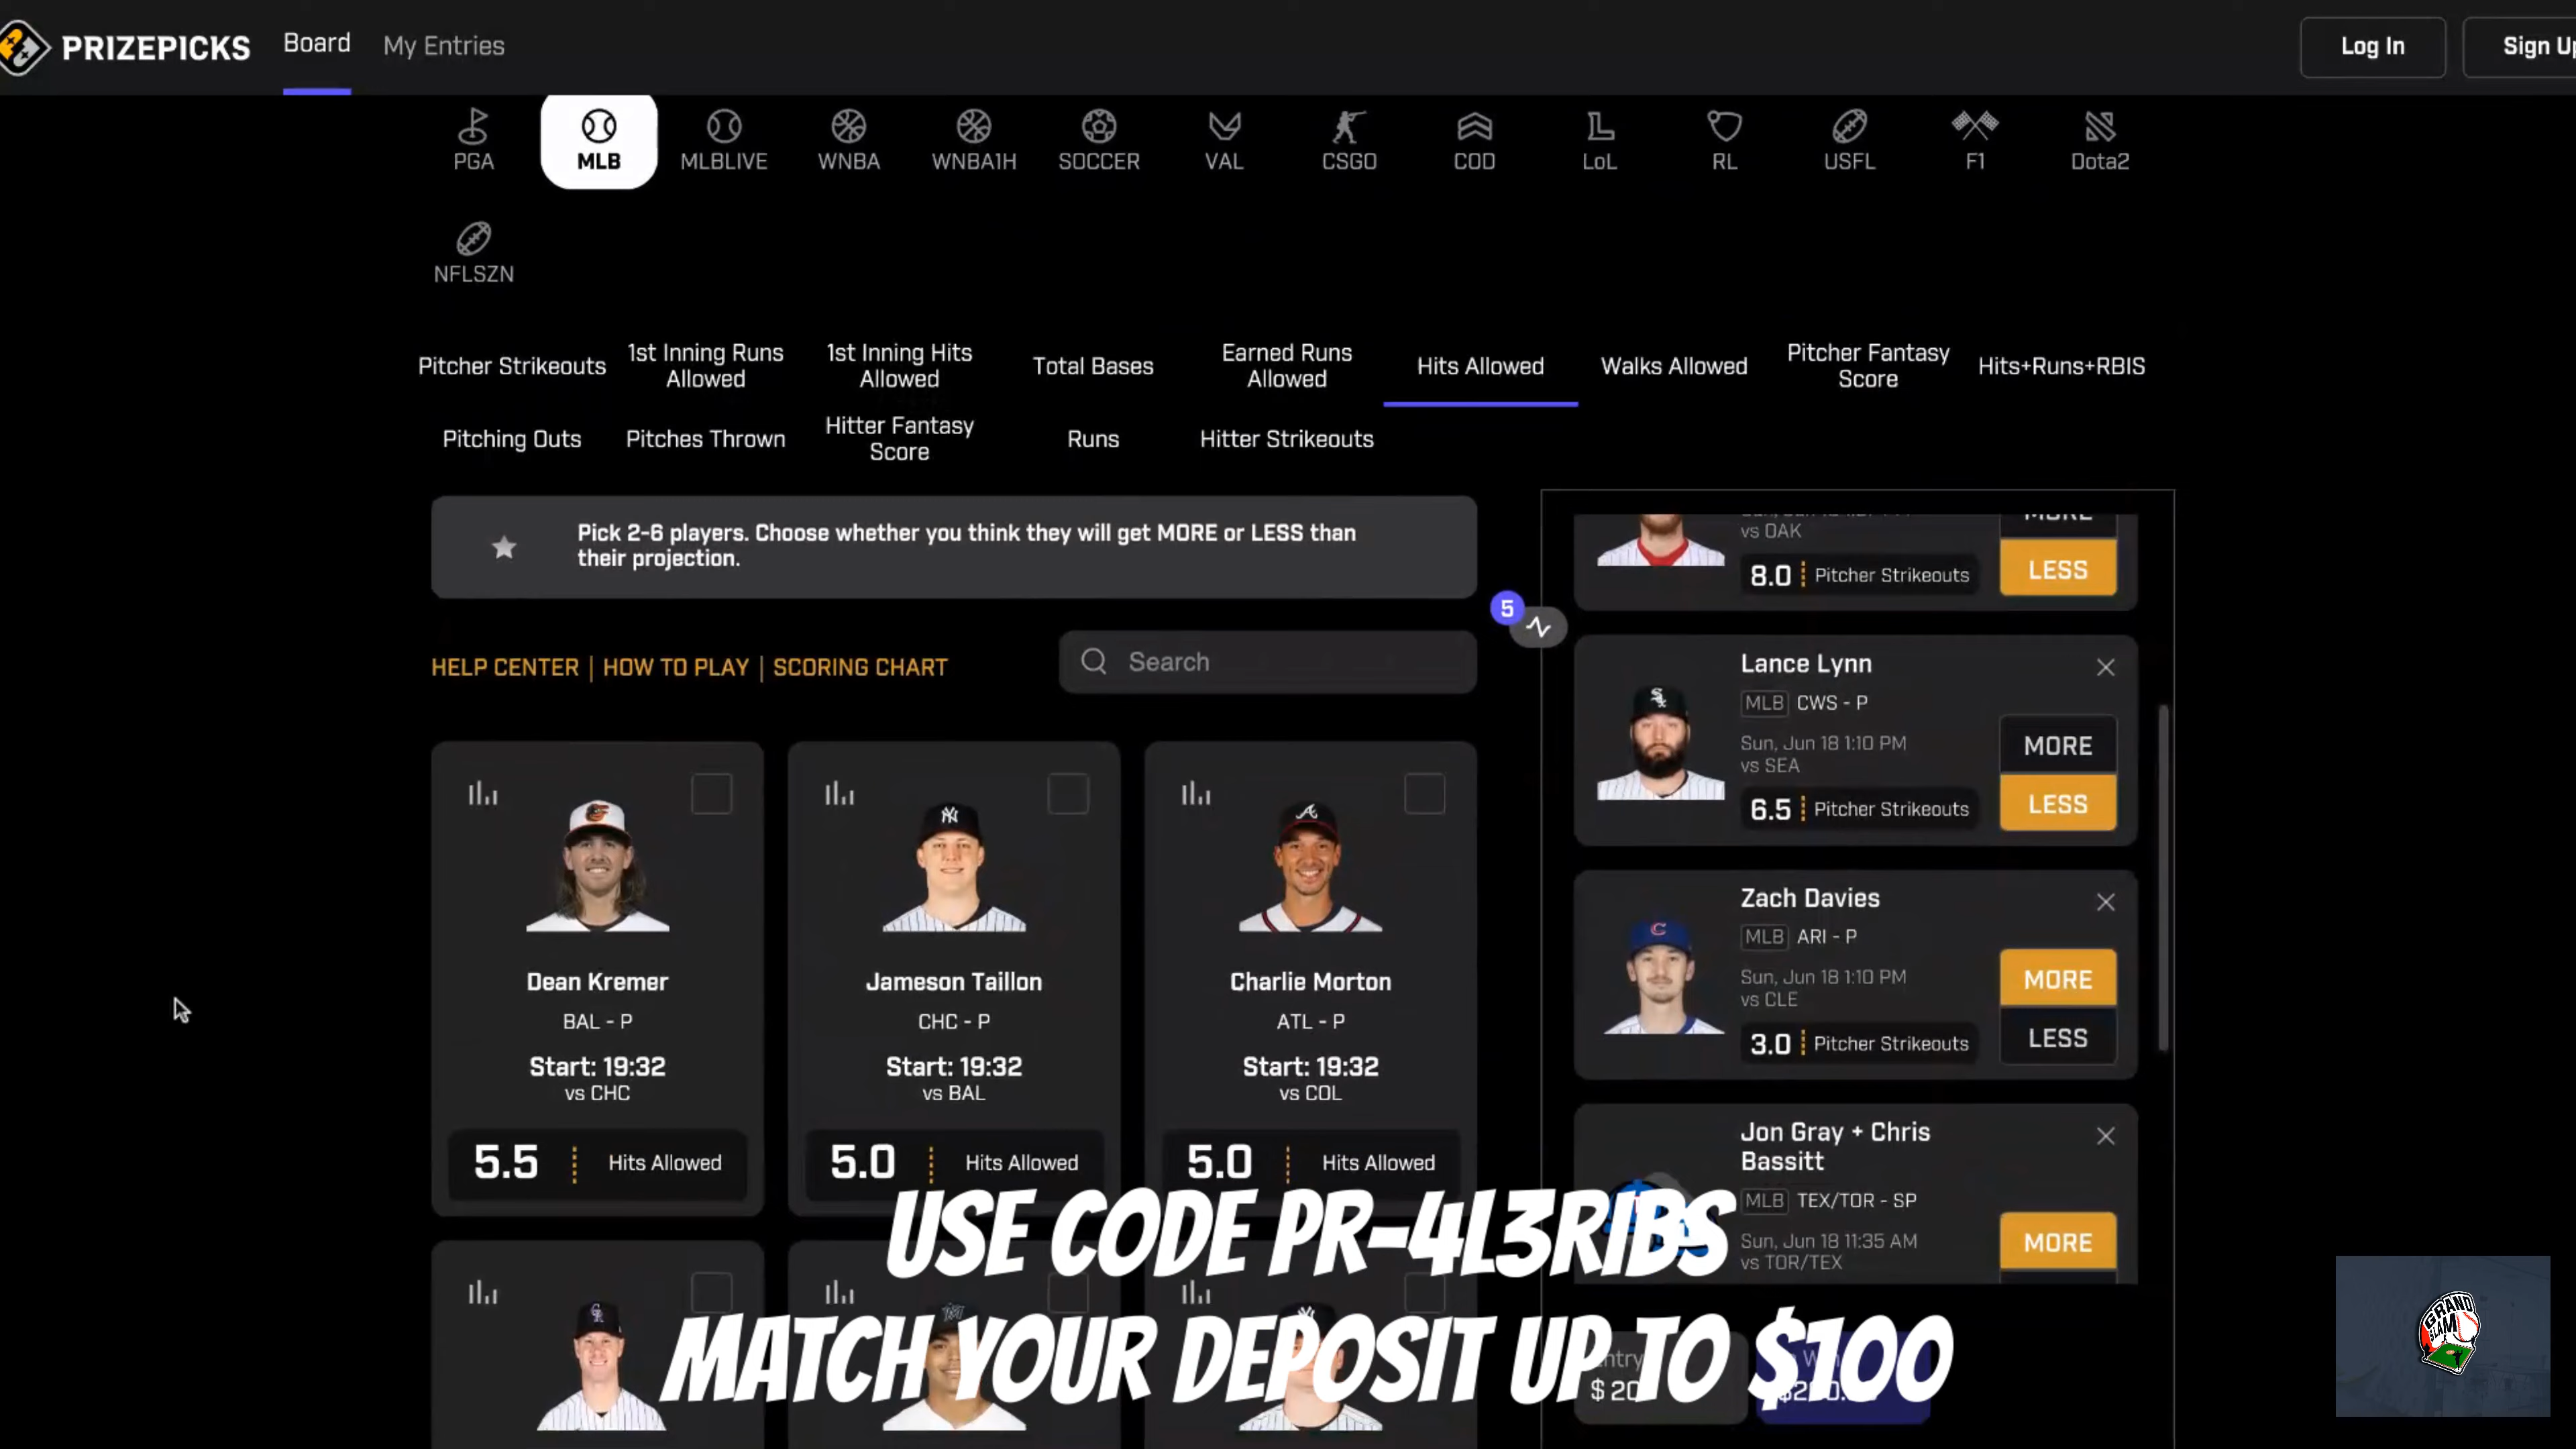 PRIZEPICKS
Board
My Entries
Log In
Sign Up
PGA
MLB
MLBLIVE
WNBA
WNBA1H
SOCCER
VAL
CSGO
COD
LoL
RL
USFL
F1
Dota2
NFLSZN
Pitcher Strikeouts
1st Inning Runs
Allowed
1st Inning Hits
Allowed
Total Bases
Earned Runs
Allowed
Hits Allowed
Walks Allowed
Pitcher Fantasy
Score
Hits+Runs+RBIS
Pitching Outs
Pitches Thrown
Hitter Fantasy
Score
Runs
Hitter Strikeouts
Pick 2-6 players. Choose whether you think they will get MORE or LESS than
their projection.
HELP CENTER | HOW TO PLAY | SCORING CHART
Search
5
Dean Kremer
BAL - P
Start: 19:32
vs CHC
5.5 Hits Allowed
Jameson Taillon
CHC - P
Start: 19:32
vs BAL
5.0 Hits Allowed
Charlie Morton
ATL - P
Start: 19:32
vs COL
5.0 Hits Allowed
vs OAK
8.0 Pitcher Strikeouts
MORE
LESS
Lance Lynn
MLB CWS - P
Sun, Jun 18 1:10 PM
vs SEA
6.5 Pitcher Strikeouts
MORE
LESS
Zach Davies
MLB ARI - P
Sun, Jun 18 1:10 PM
vs CLE
3.0 Pitcher Strikeouts
MORE
LESS
Jon Gray + Chris
Bassitt
MLB TEX/TOR - SP
Sun, Jun 18 11:35 AM
vs TOR/TEX
MORE
USE CODE PR-4L3RIBS
MATCH YOUR DEPOSIT UP TO $100
$ 20
GRAND
SLAM